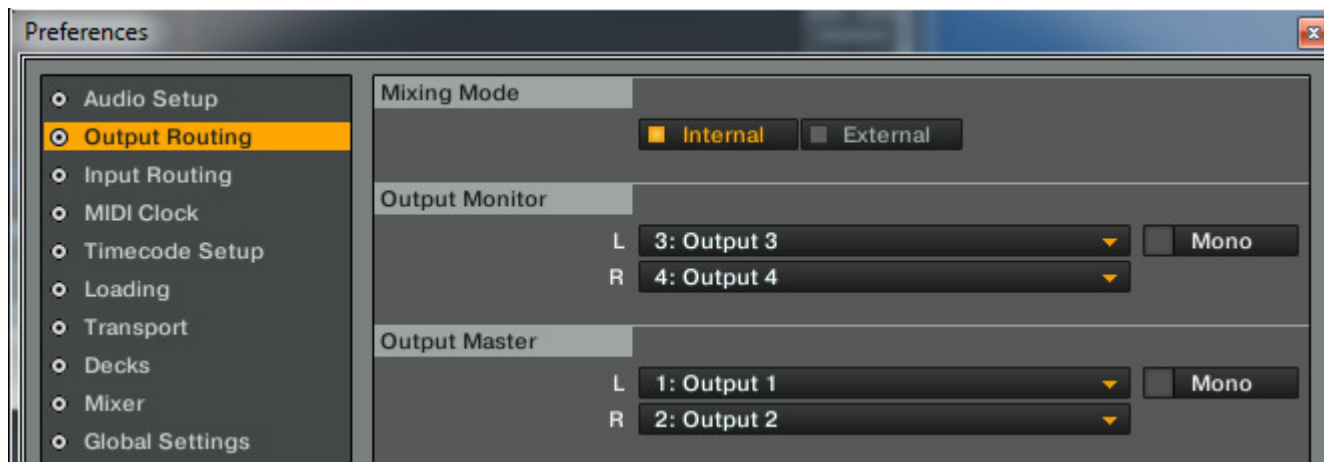 Preferences
Audio Setup
Output Routing
Input Routing
MIDI Clock
Timecode Setup
Loading
Transport
Decks
Mixer
Global Settings
Mixing Mode
Internal External
Output Monitor
L 3: Output 3 Mono
R 4: Output 4
Output Master
L 1: Output 1 Mono
R 2: Output 2